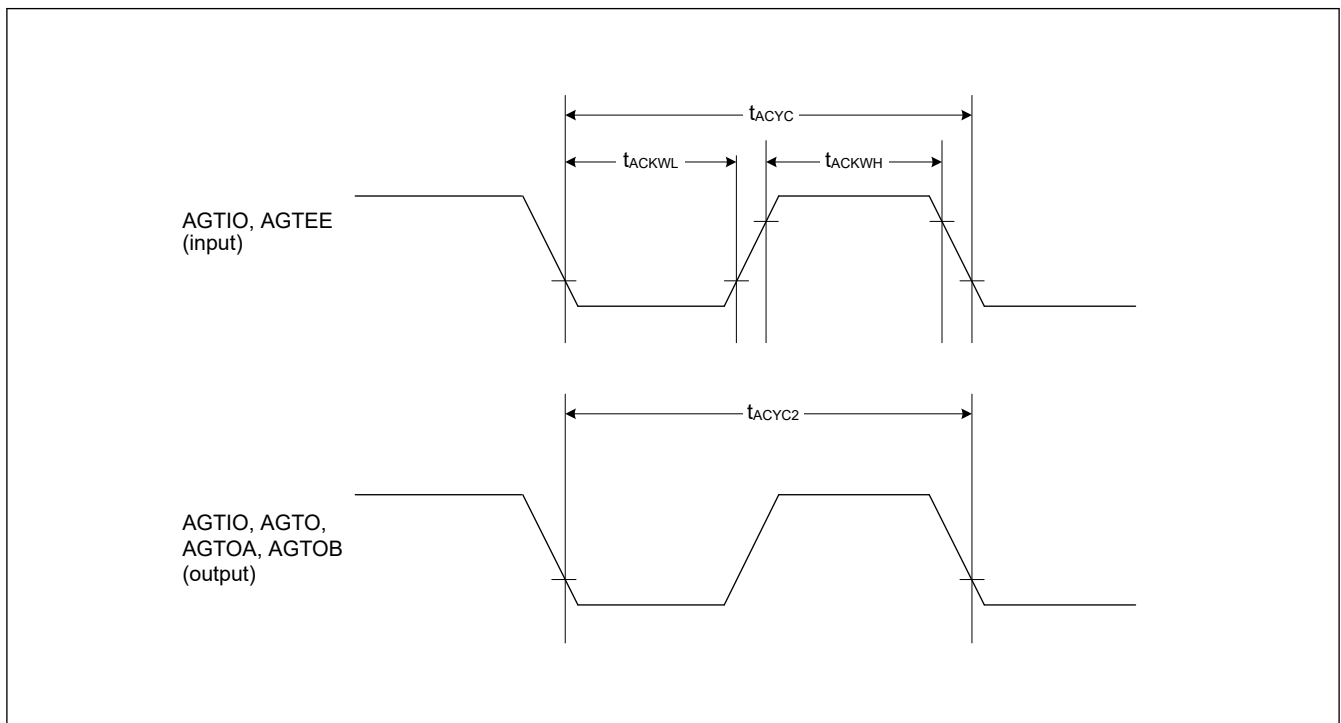 tACYC
tACKWL
tACKWH
AGTIO, AGTEE
(input)
tACYC2
AGTIO, AGTO,
AGTOA, AGTOB
(output)